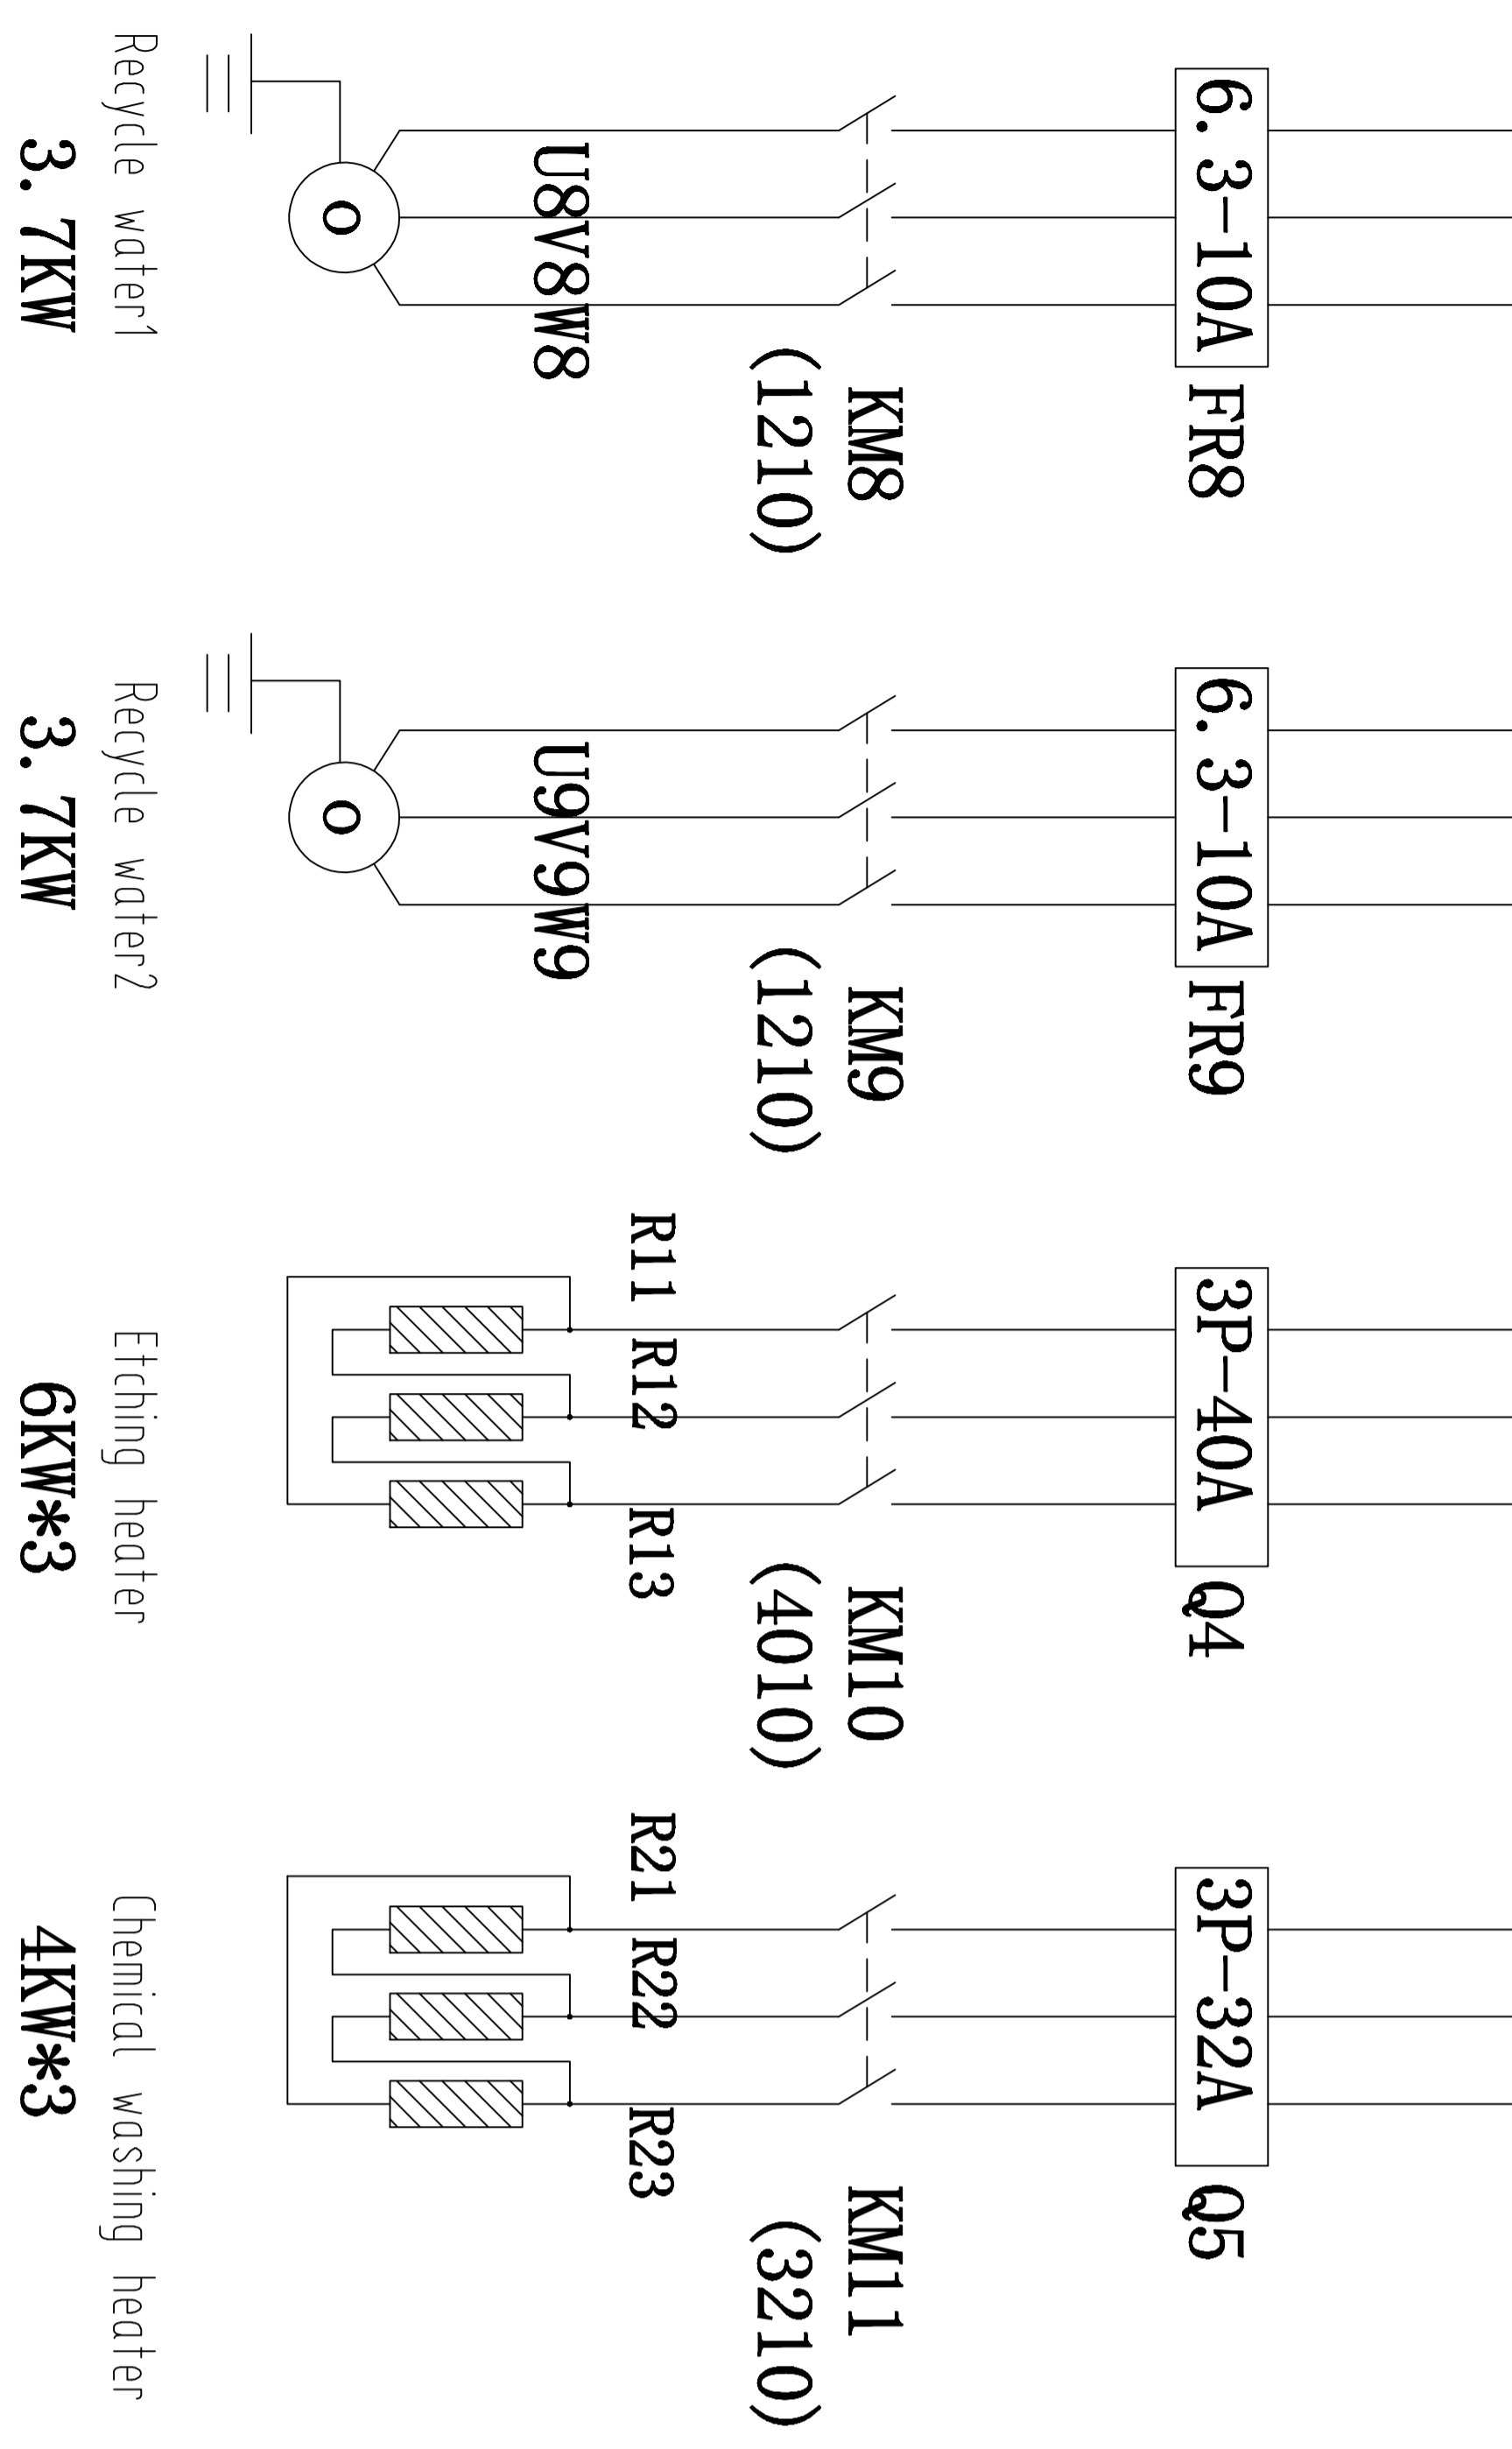 6.3-10A
FR8
6.3-10A
FR9
3P-40A
Q4
3P-32A
Q5
KM8
(1210)
KM9
(1210)
KM10
(4010)
KM11
(3210)
U8V8W8
U9V9W9
R11
R12
R13
R21
R22
R23
O
O
Recycle water1
Recycle water2
Etching heater
Chemical washing heater
3.7KW
3.7KW
6KW*3
4KW*3